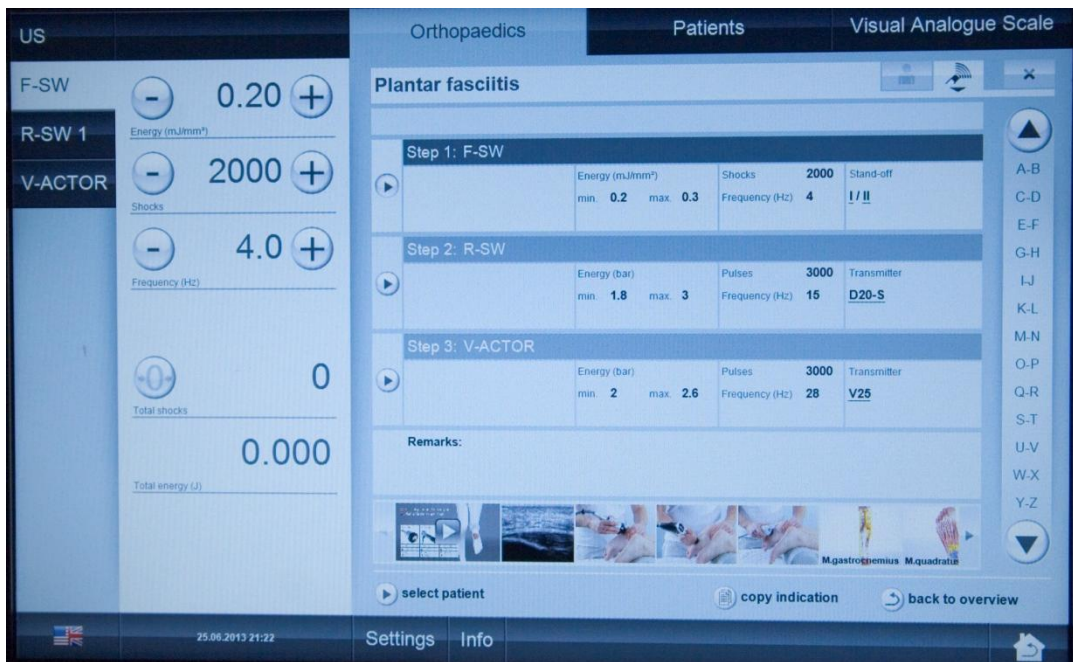 US
Orthopaedics
Patients
Visual Analogue Scale
F-SW
R-SW 1
V-ACTOR
- 0.20 +
Energy (mJ/mm²)
- 2000 +
Shocks
- 4.0 +
Frequency (Hz)
-0- 0
Total shocks
0.000
Total energy (J)
Plantar fasciitis
×
Step 1: F-SW
Energy (mJ/mm²) Shocks 2000 Stand-off
min. 0.2 max. 0.3 Frequency (Hz) 4 I / II
Step 2: R-SW
Energy (bar) Pulses 3000 Transmitter
min. 1.8 max. 3 Frequency (Hz) 15 D20-S
Step 3: V-ACTOR
Energy (bar) Pulses 3000 Transmitter
min. 2 max. 2.6 Frequency (Hz) 28 V25
Remarks:
M.gastrocnemius M.quadratus
A-B
C-D
E-F
G-H
I-J
K-L
M-N
O-P
Q-R
S-T
U-V
W-X
Y-Z
select patient
copy indication
back to overview
25.06.2013 21:22
Settings Info